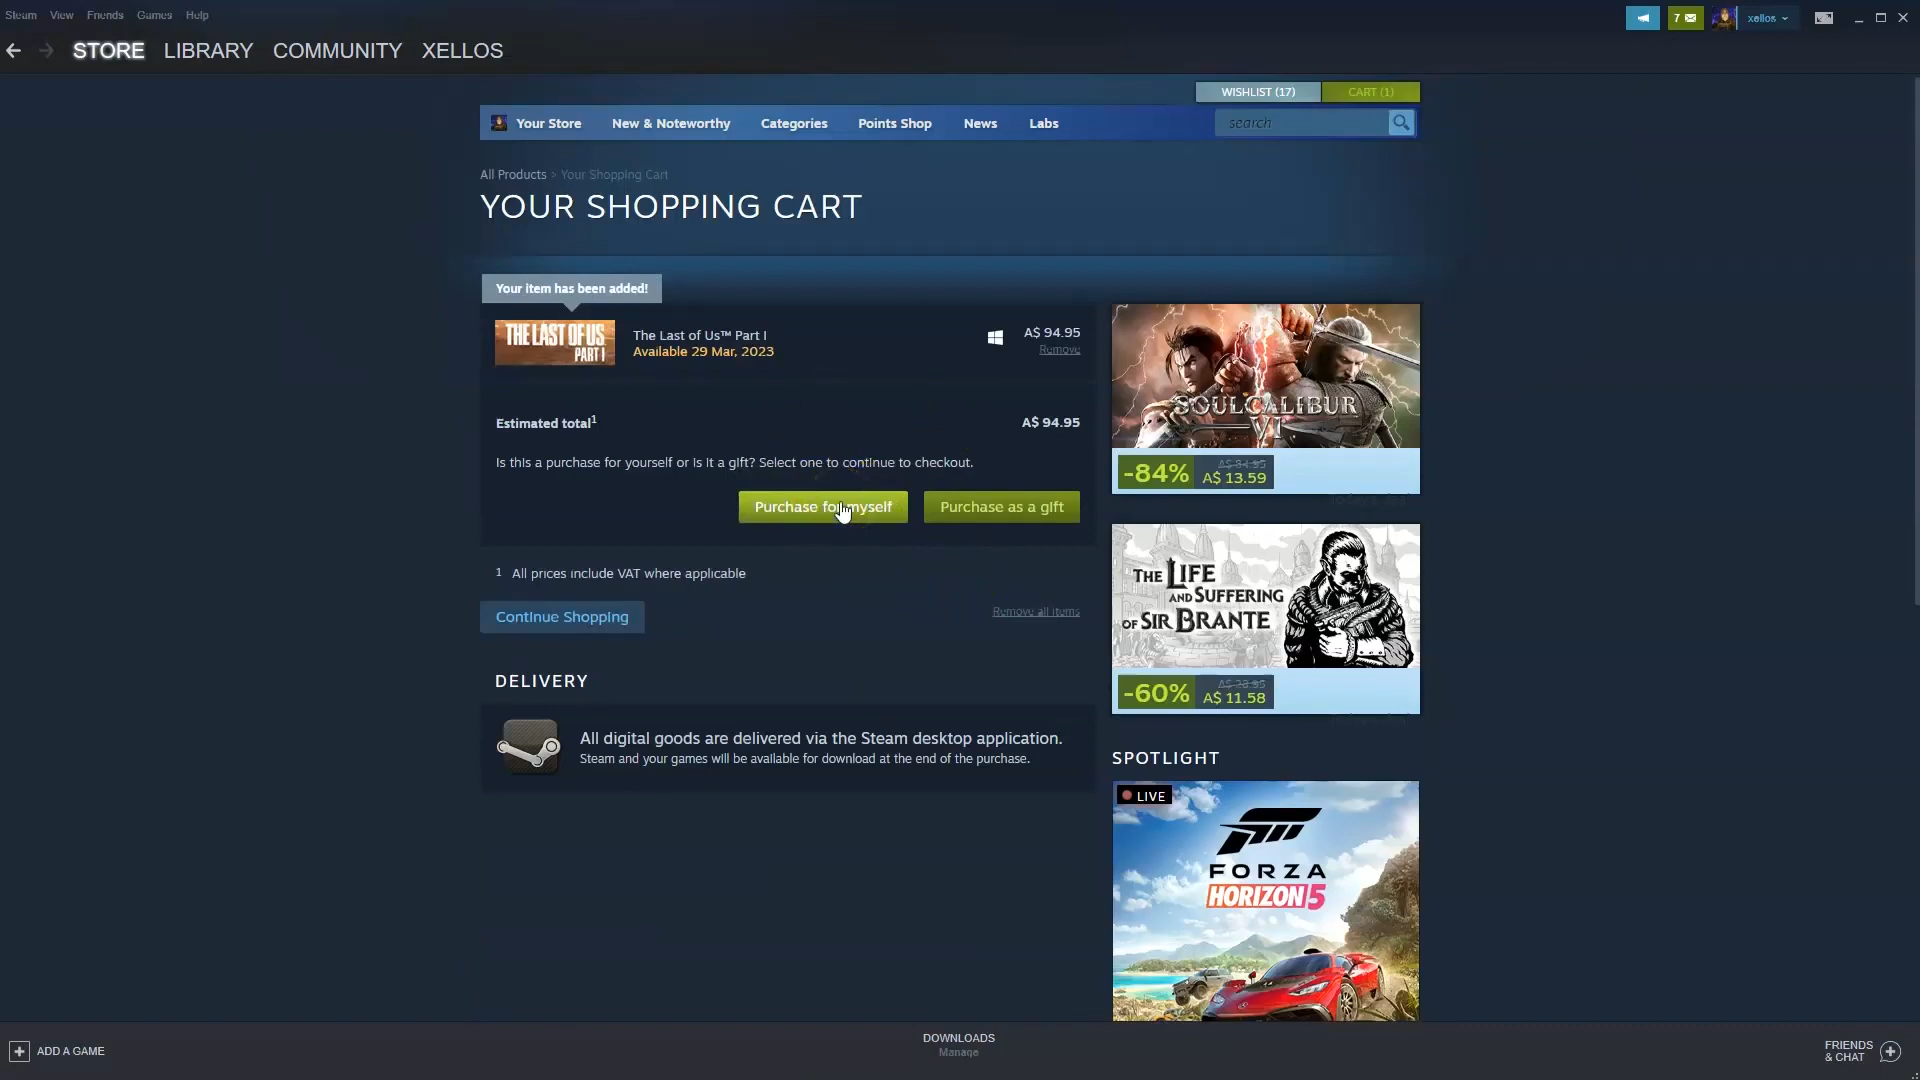 Steam View Friends Games Help
7 xellos
STORE LIBRARY COMMUNITY XELLOS
WISHLIST (17) CART (1)
Your Store New & Noteworthy Categories Points Shop News Labs search
All Products > Your Shopping Cart
YOUR SHOPPING CART
Your item has been added!
THE LAST OF US
PART I
The Last of Us™ Part I
Available 29 Mar, 2023
A$ 94.95
Remove
Estimated total1
A$ 94.95
Is this a purchase for yourself or is it a gift? Select one to continue to checkout.
Purchase for myself
Purchase as a gift
1 All prices include VAT where applicable
Continue Shopping
Remove all items
DELIVERY
All digital goods are delivered via the Steam desktop application.
Steam and your games will be available for download at the end of the purchase.
SOULCALIBUR
VI
-84%
A$ 84.95
A$ 13.59
THE LIFE
AND SUFFERING
OF SIR BRANTE
-60%
A$ 28.95
A$ 11.58
SPOTLIGHT
LIVE
FORZA
HORIZON 5
ADD A GAME
DOWNLOADS
Manage
FRIENDS
& CHAT